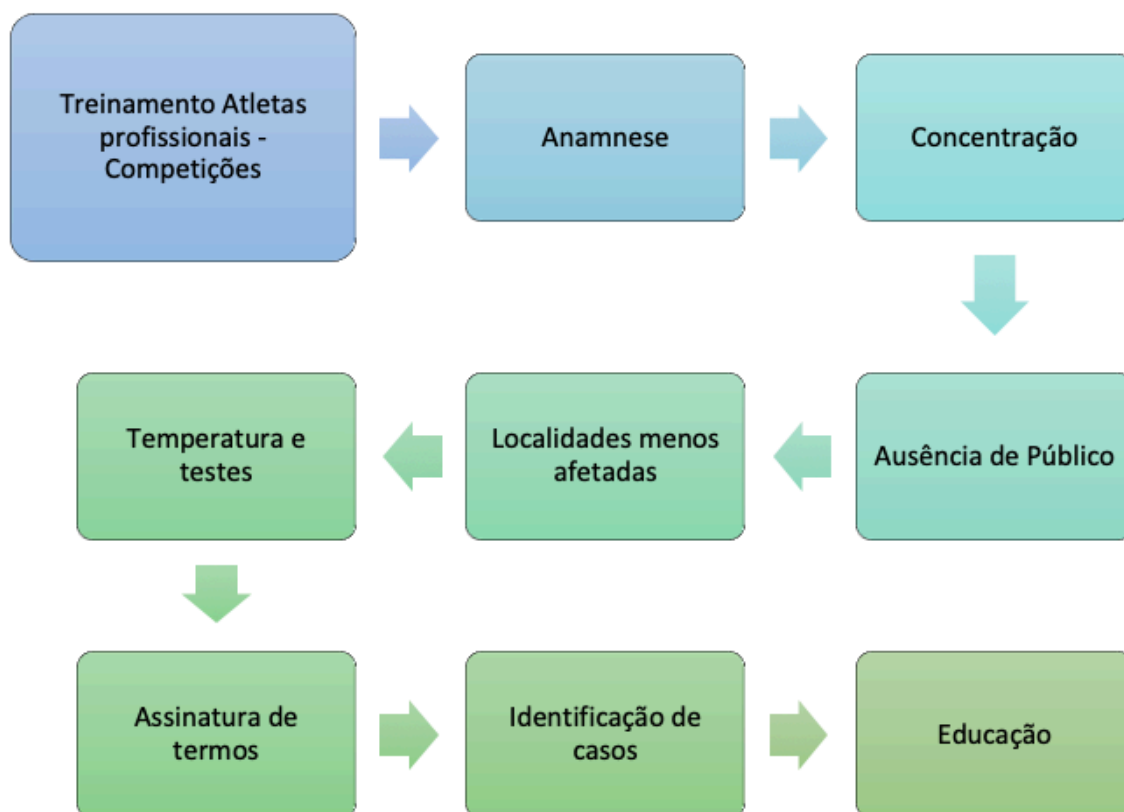 Treinamento Atletas
profissionais -
Competições
Anamnese
Concentração
Ausência de Público
Localidades menos
afetadas
Temperatura e
testes
Assinatura de
termos
Identificação de
casos
Educação